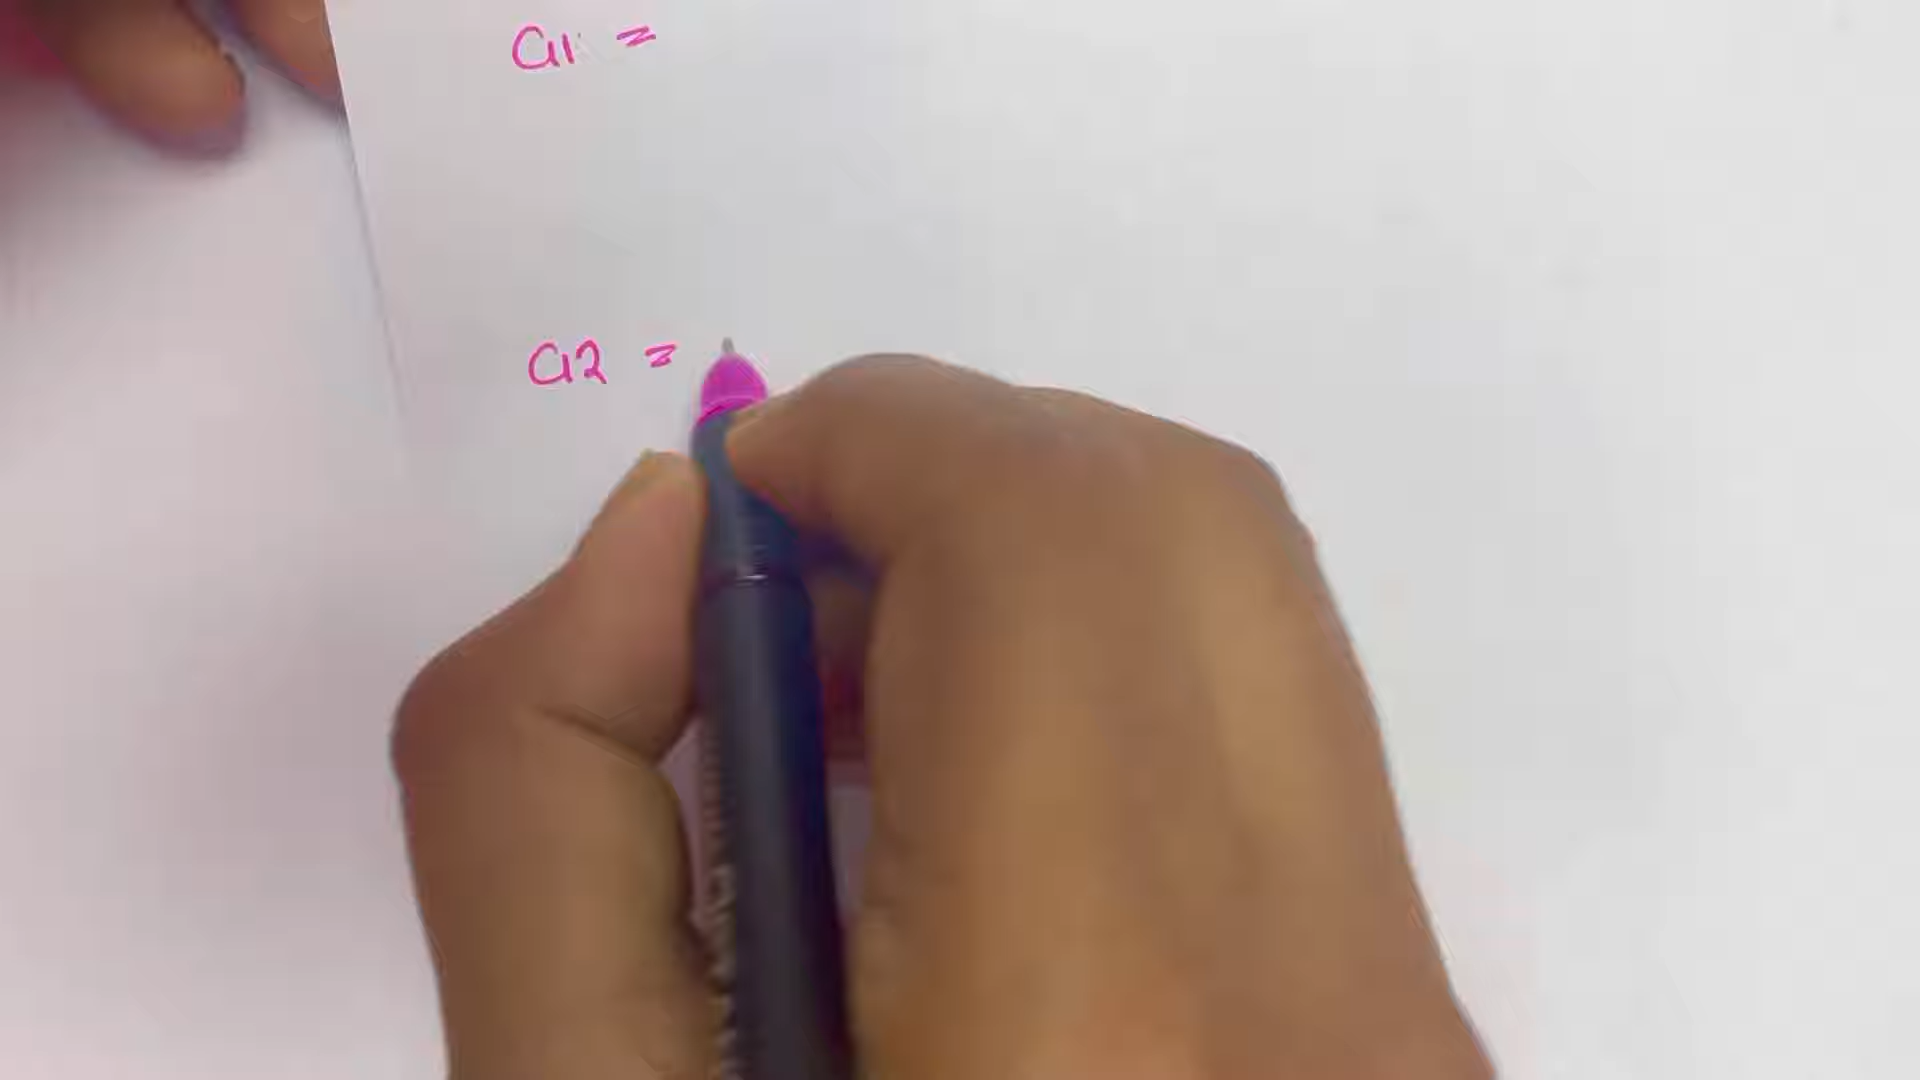 a1 =
a2 =